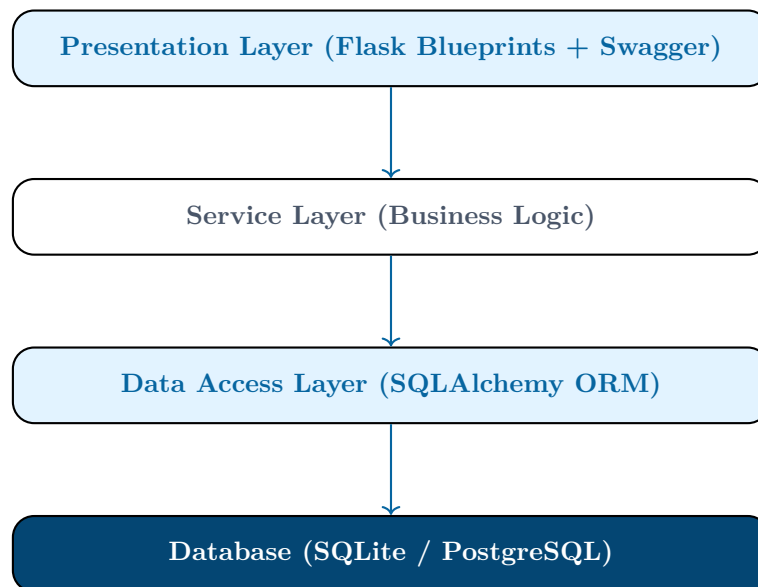 Presentation Layer (Flask Blueprints + Swagger)
Service Layer (Business Logic)
Data Access Layer (SQLAlchemy ORM)
Database (SQLite / PostgreSQL)